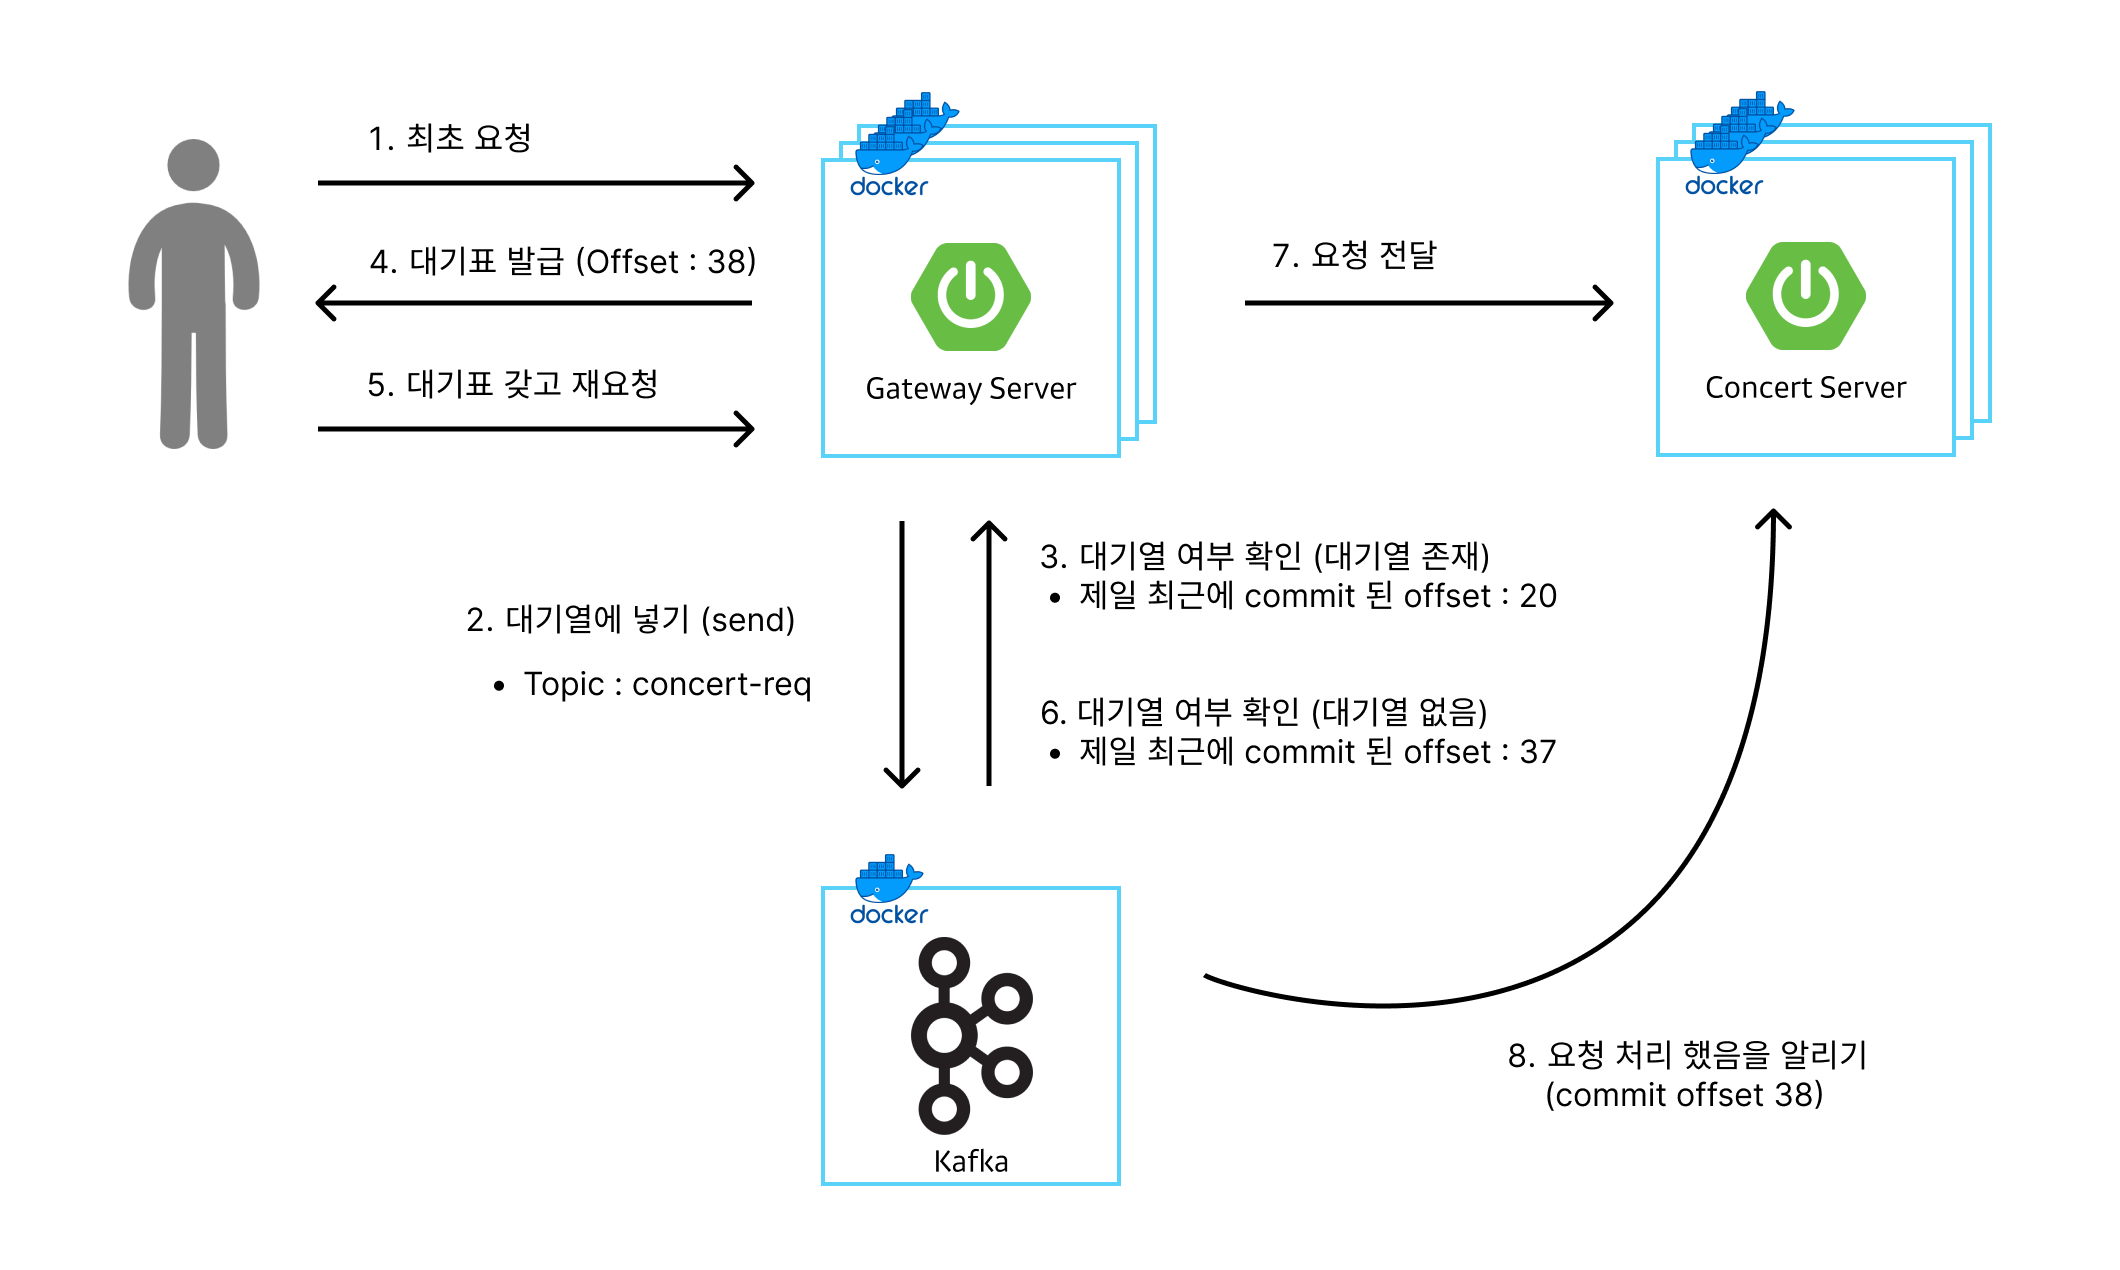 docker
docker
1. 최초 요청
4. 대기표 발급 (Offset : 38)
5. 대기표 갖고 재요청
Gateway Server
7. 요청 전달
Concert Server
2. 대기열에 넣기 (send)
• Topic : concert-req
3. 대기열 여부 확인 (대기열 존재)
• 제일 최근에 commit 된 offset : 20
6. 대기열 여부 확인 (대기열 없음)
• 제일 최근에 commit 된 offset : 37
docker
Kafka
8. 요청 처리 했음을 알리기
(commit offset 38)